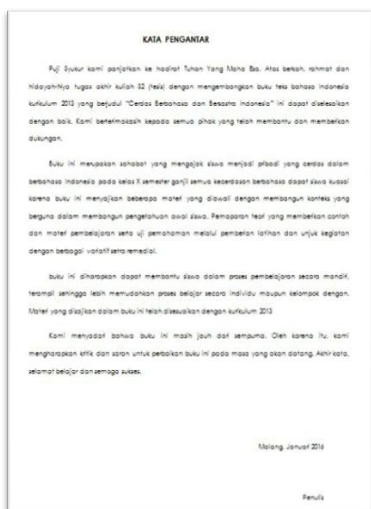 KATA PENGANTAR
Puji Syukur kami panjatkan ke hadirat Tuhan Yang Maha Esa. Atas berkah, rahmat dan
hidayah-Nya tugas akhir kuliah S2 (tesis) dengan mengembangkan buku teks bahasa Indonesia
kurikulum 2013 yang berjudul "Cerdas Berbahasa dan Bersastra Indonesia" ini dapat diselesaikan
dengan baik. Kami berterimakasih kepada semua pihak yang telah membantu dan memberikan
dukungan.
Buku ini merupakan sahabat yang mengajak siswa menjadi pribadi yang cerdas dalam
berbahasa Indonesia pada kelas X semester ganjil semua kecerdasan berbahasa dapat siswa kuasai
karena buku ini menyajikan beberapa materi yang diawali dengan membangun konteks yang
berguna dalam membangun pengetahuan awal siswa. Pemaparan teori yang memberikan contoh
dan materi pembelajaran serta uji pemahaman melalui pemberian latihan dan unjuk kegiatan
dengan berbagai variatif serta remedial.
buku ini diharapkan dapat membantu siswa dalam proses pembelajaran secara mandiri,
terampil sehingga lebih memudahkan proses belajar secara individu maupun kelompok dengan.
Materi yang disajikan dalam buku ini telah disesuaikan dengan kurikulum 2013
Kami menyadari bahwa buku ini masih jauh dari sempurna. Oleh karena itu, kami
mengharapkan kritik dan saran untuk perbaikan buku ini pada masa yang akan datang. Akhir kata,
selamat belajar dan semoga sukses.
Malang, Januari 2016
Penulis